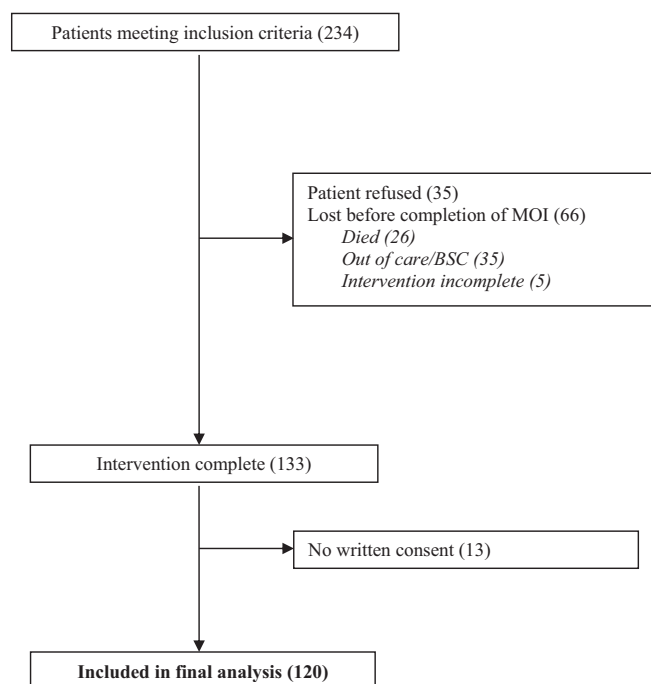 Patients meeting inclusion criteria (234)
Patient refused (35)
Lost before completion of MOI (66)
Died (26)
Out of care/BSC (35)
Intervention incomplete (5)
Intervention complete (133)
No written consent (13)
Included in final analysis (120)